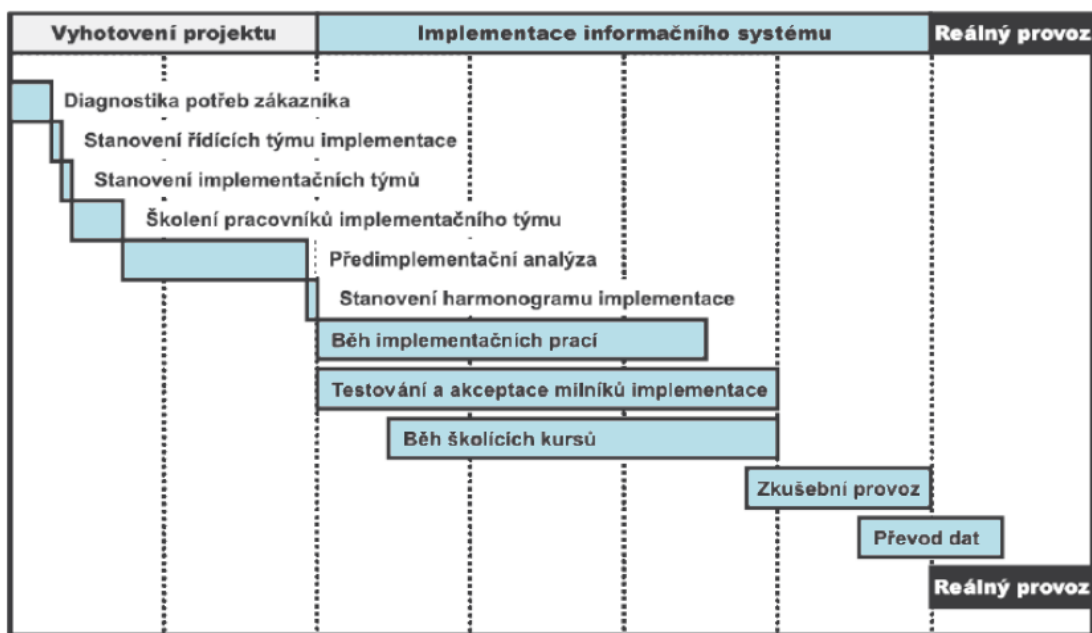 Vyhotovení projektu
Implementace informačního systému
Reálný provoz
Diagnostika potřeb zákazníka
Stanovení řídících týmu implementace
Stanovení implementačních týmů
Školení pracovníků implementačního týmu
Předimplementační analýza
Stanovení harmonogramu implementace
Běh implementačních prací
Testování a akceptace milníků implementace
Běh školících kursů
Zkušební provoz
Převod dat
Reálný provoz